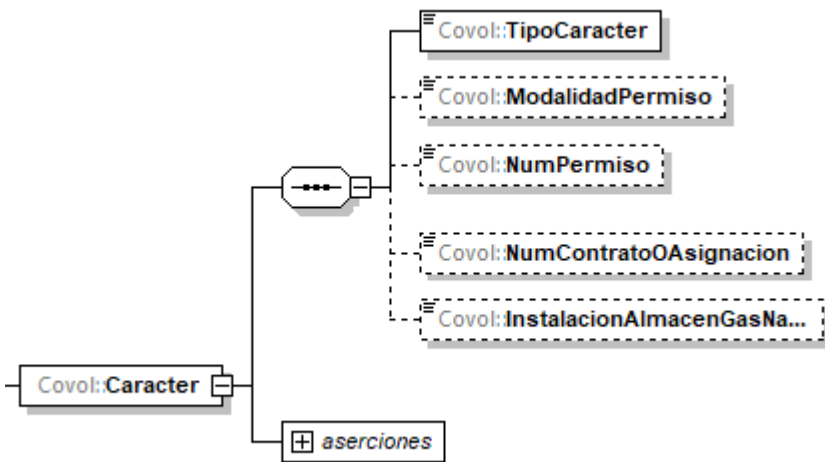 Covol::TipoCaracter
Covol::ModalidadPermiso
Covol::NumPermiso
Covol::NumContratoOAsignacion
Covol::InstalacionAlmacenGasNa...
Covol::Caracter
aserciones